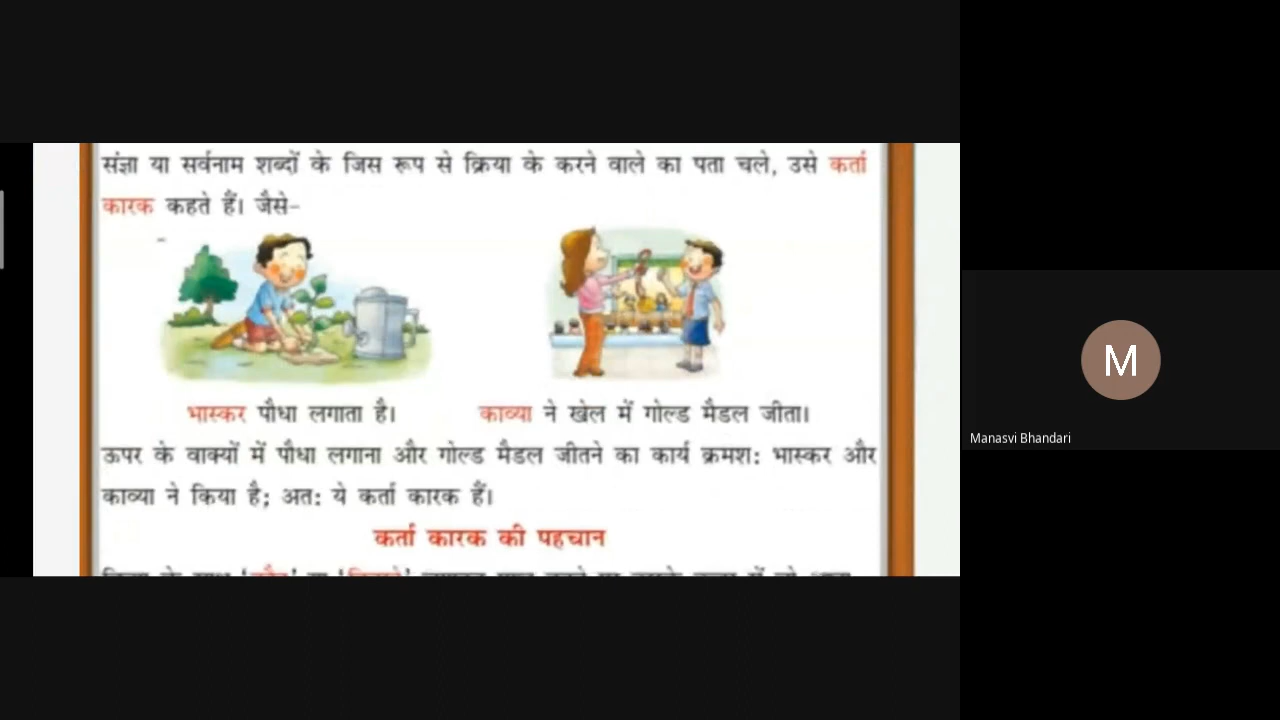 संज्ञा या सर्वनाम शब्दों के जिस रूप से क्रिया के करने वाले का पता चले, उसे कर्ता
कारक कहते हैं। जैसे–
भास्कर पौधा लगाता है।
काव्या ने खेल में गोल्ड मैडल जीता।
ऊपर के वाक्यों में पौधा लगाना और गोल्ड मैडल जीतने का कार्य क्रमश: भास्कर और
काव्या ने किया है; अत: ये कर्ता कारक हैं।
कर्ता कारक की पहचान
M
Manasvi Bhandari